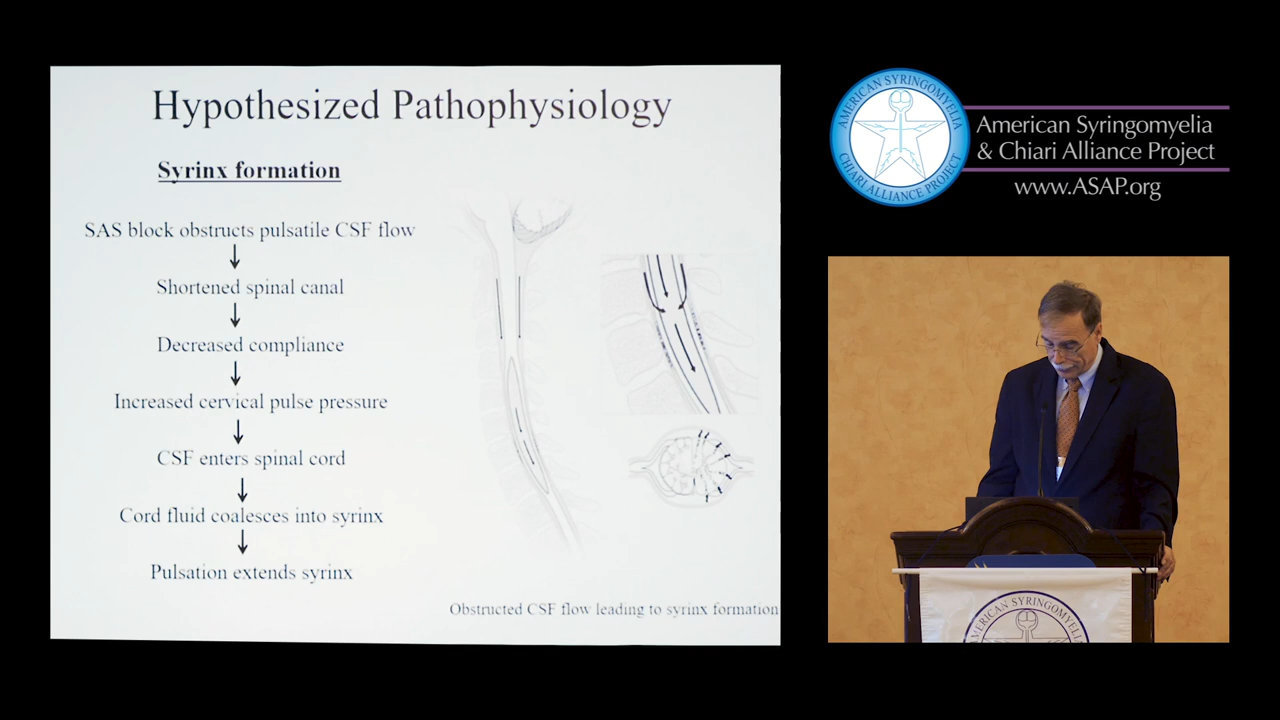 Hypothesized Pathophysiology
Syrinx formation
SAS block obstructs pulsatile CSF flow
Shortened spinal canal
Decreased compliance
Increased cervical pulse pressure
CSF enters spinal cord
Cord fluid coalesces into syrinx
Pulsation extends syrinx
Obstructed CSF flow leading to syrinx formation
AMERICAN SYRINGOMYELIA
CHIARI ALLIANCE PROJECT
American Syringomyelia
& Chiari Alliance Project
www.ASAP.org
AMERICAN SYRINGOMYELIA